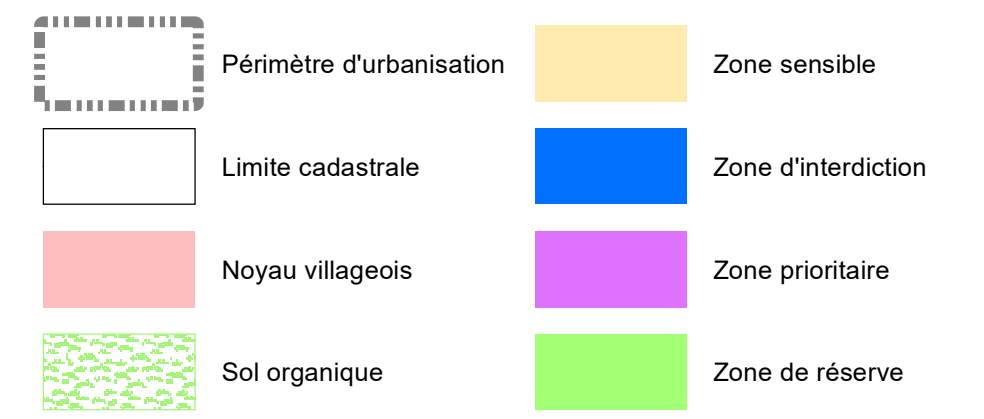 Périmètre d'urbanisation
Limite cadastrale
Noyau villageois
Sol organique
Zone sensible
Zone d'interdiction
Zone prioritaire
Zone de réserve